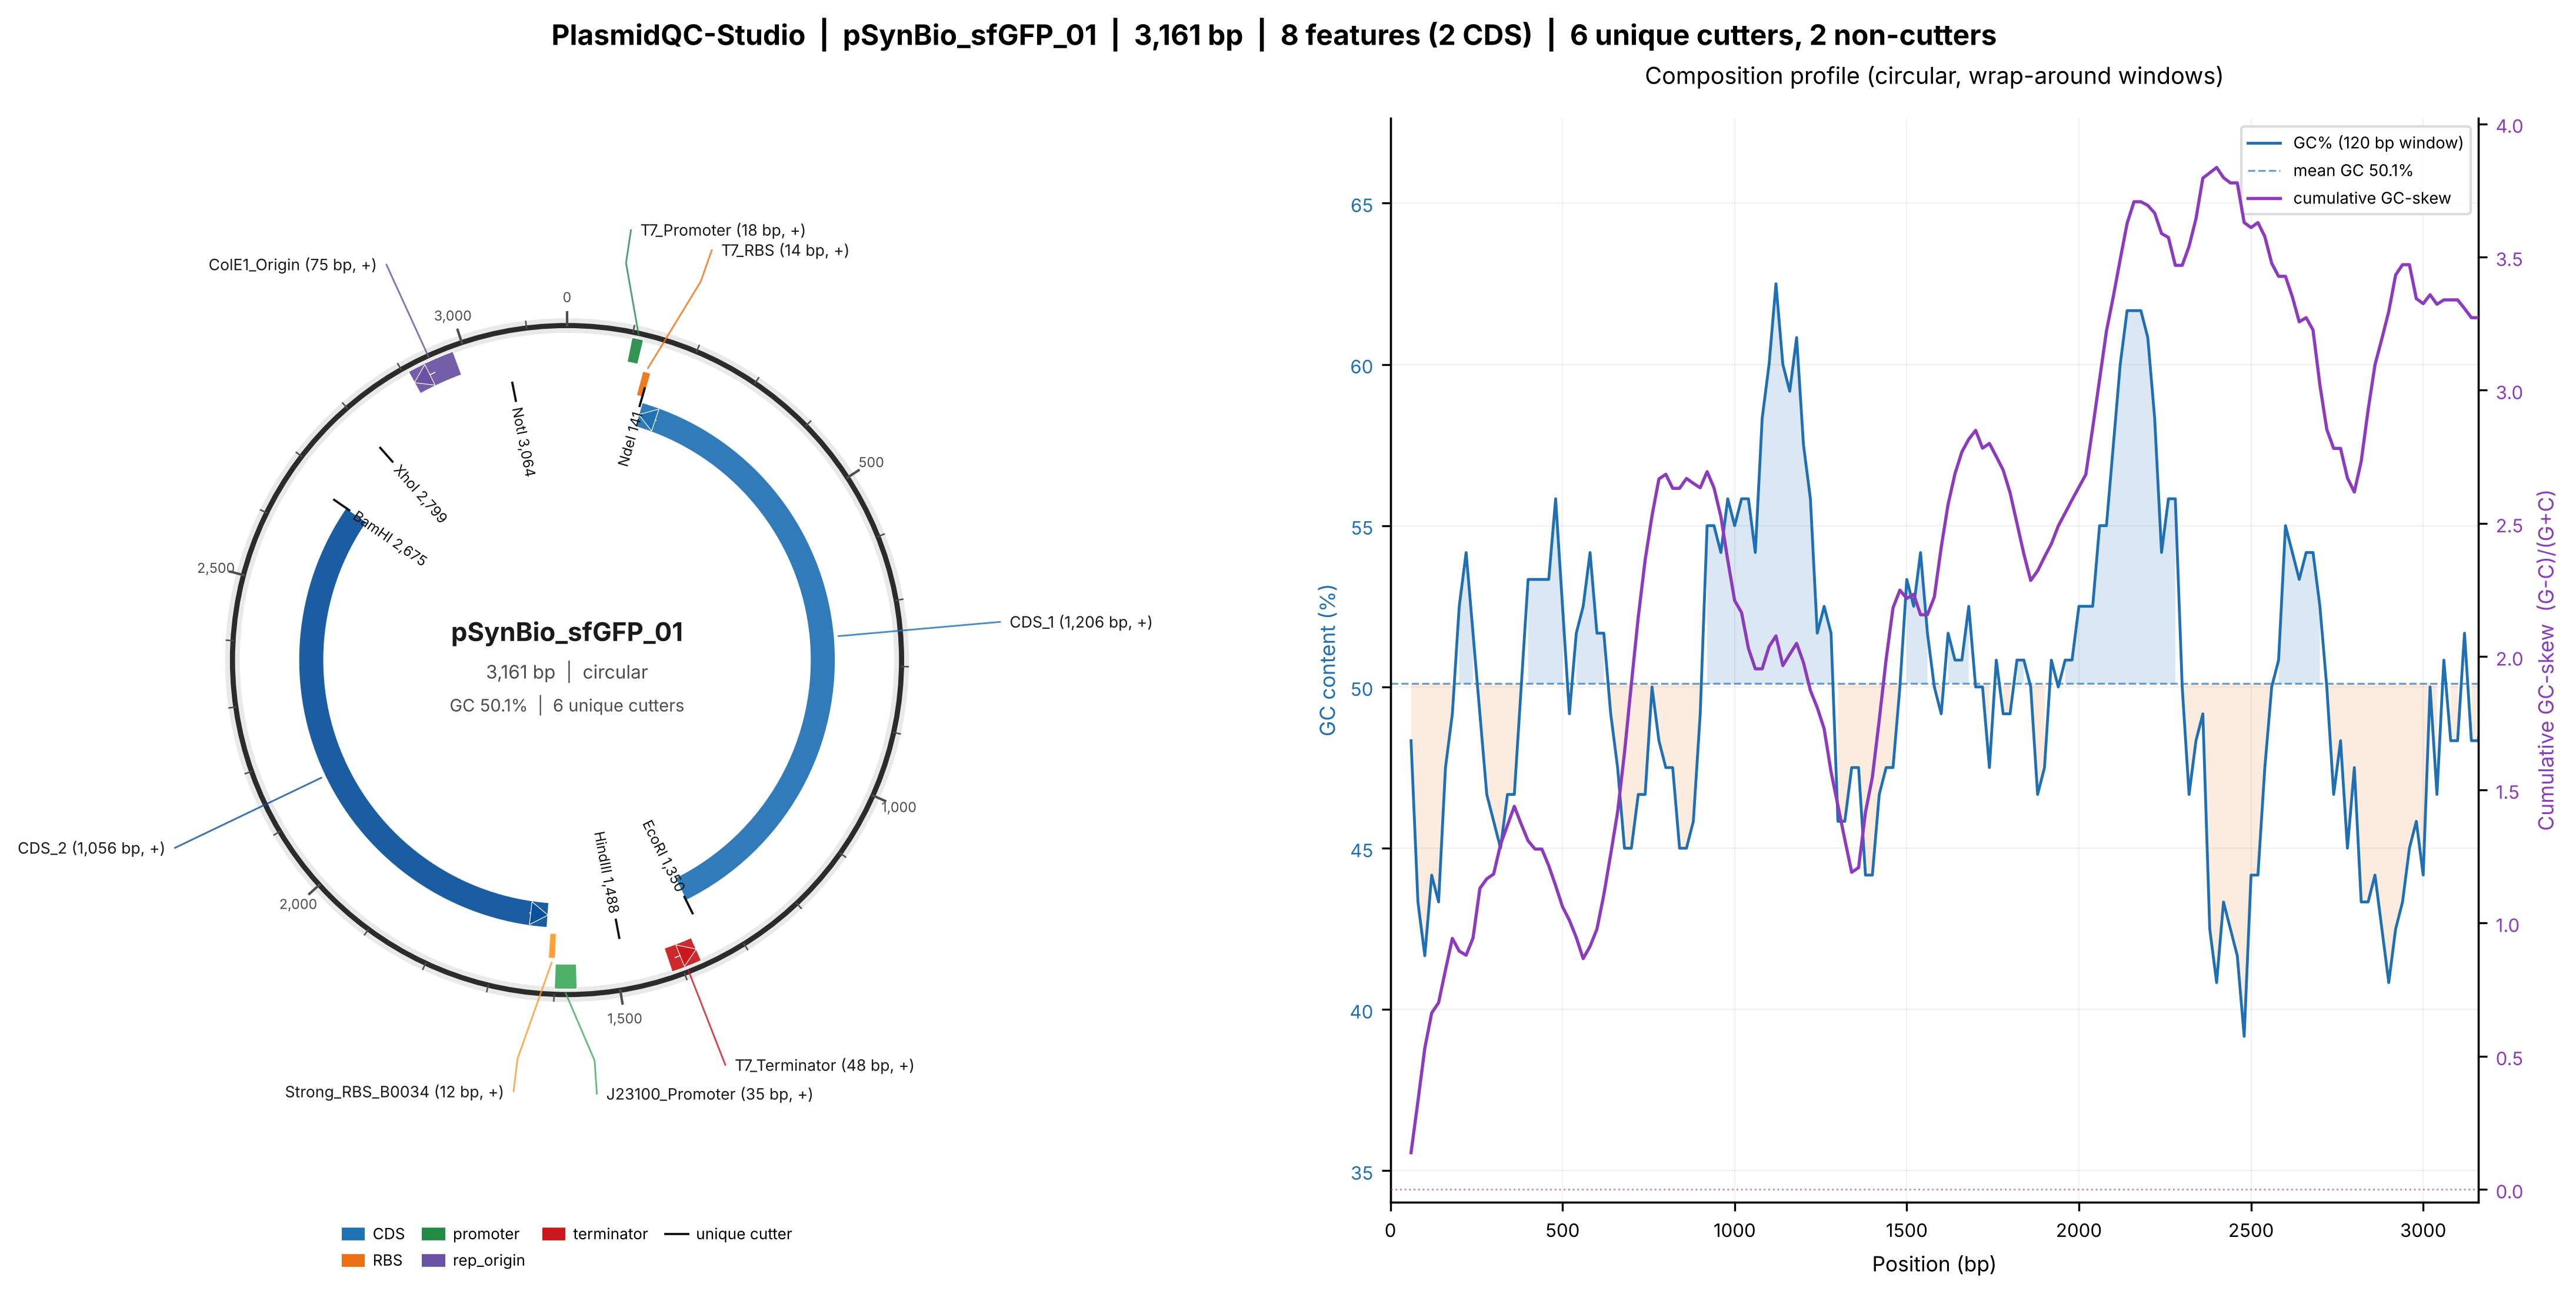 PlasmidQC-Studio | pSynBio_sfGFP_01 | 3,161 bp | 8 features (2 CDS) | 6 unique cutters, 2 non-cutters
T7_Promoter (18 bp, +)
T7_RBS (14 bp, +)
ColE1_Origin (75 bp, +)
0
3,000
NotI 3,064
NdeI 141
500
XhoI 2,799
BamHI 2,675
2,500
CDS_1 (1,206 bp, +)
pSynBio_sfGFP_01
3,161 bp | circular
GC 50.1% | 6 unique cutters
1,000
CDS_2 (1,056 bp, +)
HindIII 1,488
EcoRI 1,350
2,000
1,500
T7_Terminator (48 bp, +)
Strong_RBS_B0034 (12 bp, +)
J23100_Promoter (35 bp, +)
CDS
promoter
terminator
unique cutter
RBS
rep_origin
Composition profile (circular, wrap-around windows)
GC% (120 bp window)
mean GC 50.1%
cumulative GC-skew
GC content (%)
65
60
55
50
45
40
35
4.0
3.5
3.0
2.5
2.0
1.5
1.0
0.5
0.0
Cumulative GC-skew (G-C)/(G+C)
0
500
1000
1500
2000
2500
3000
Position (bp)